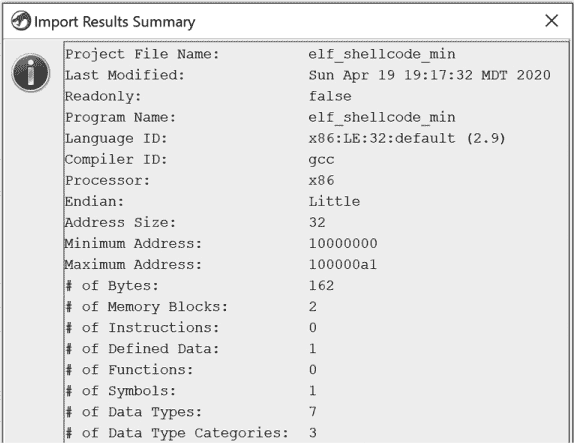 Import Results Summary
Project File Name: elf_shellcode_min
Last Modified: Sun Apr 19 19:17:32 MDT 2020
Readonly: false
Program Name: elf_shellcode_min
Language ID: x86:LE:32:default (2.9)
Compiler ID: gcc
Processor: x86
Endian: Little
Address Size: 32
Minimum Address: 10000000
Maximum Address: 100000a1
# of Bytes: 162
# of Memory Blocks: 2
# of Instructions: 0
# of Defined Data: 1
# of Functions: 0
# of Symbols: 1
# of Data Types: 7
# of Data Type Categories: 3